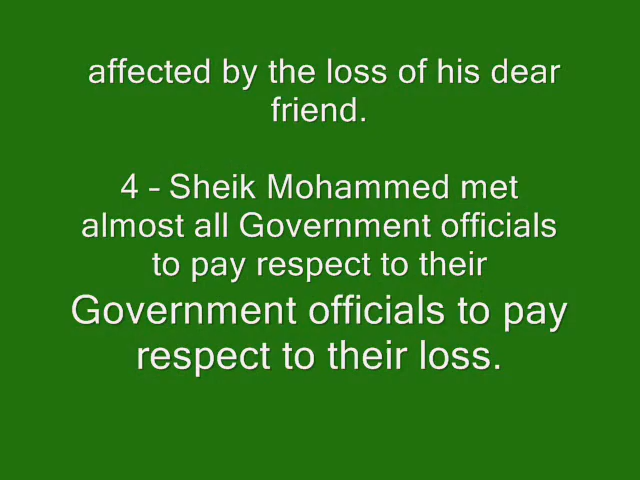 affected by the loss of his dear
friend.
4 – Sheik Mohammed met
almost all Government officials
to pay respect to their
Government officials to pay
respect to their loss.